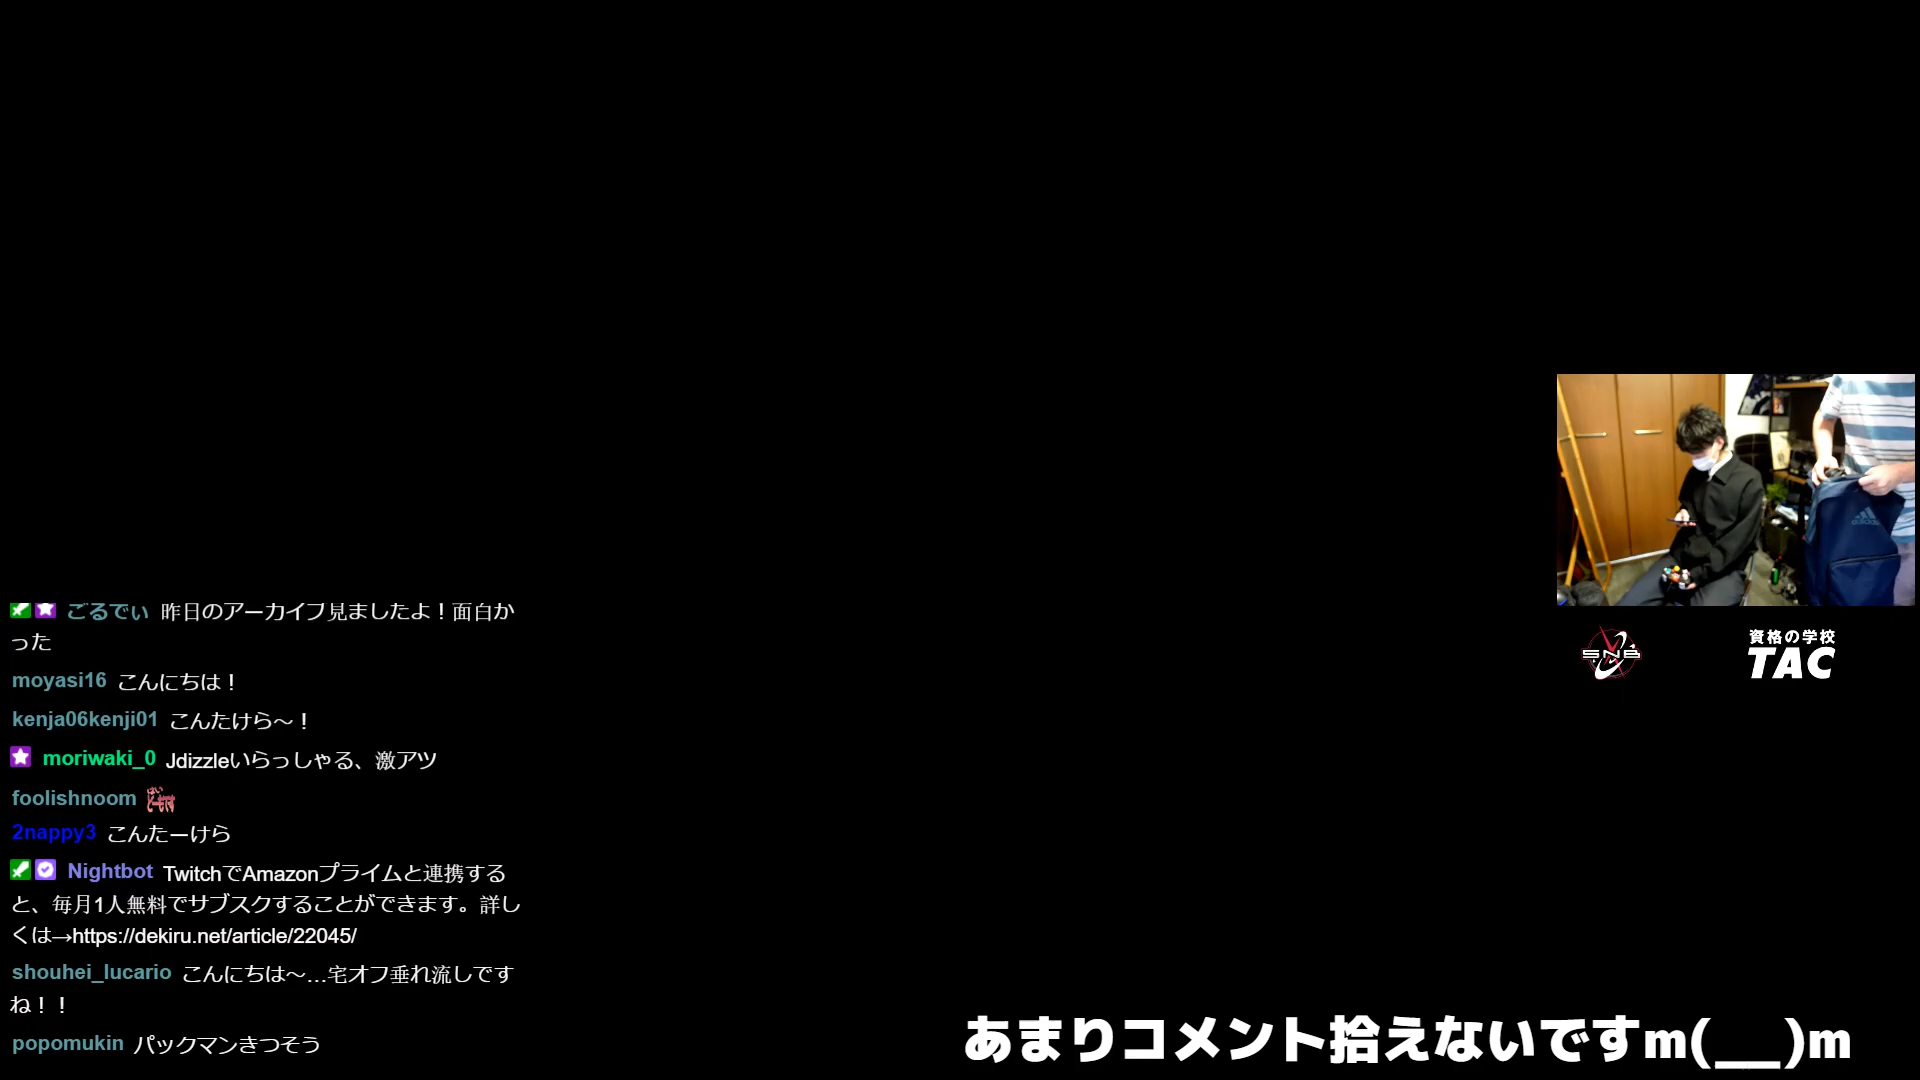 ごるでぃ 昨日のアーカイブ見ましたよ！面白か
った
moyasi16 こんにちは！
kenja06kenji01 こんたけら〜！
moriwaki_0 Jdizzleいらっしゃる、激アツ
foolishnoom
2nappy3 こんたーけら
Nightbot TwitchでAmazonプライムと連携する
と、毎月1人無料でサブスクすることができます。詳し
くは→https://dekiru.net/article/22045/
shouhei_lucario こんにちは〜…宅オフ垂れ流しです
ね！！
popomukin パックマンきつそう
adidas
SNB
資格の学校
TAC
あまりコメント拾えないですm(__)m